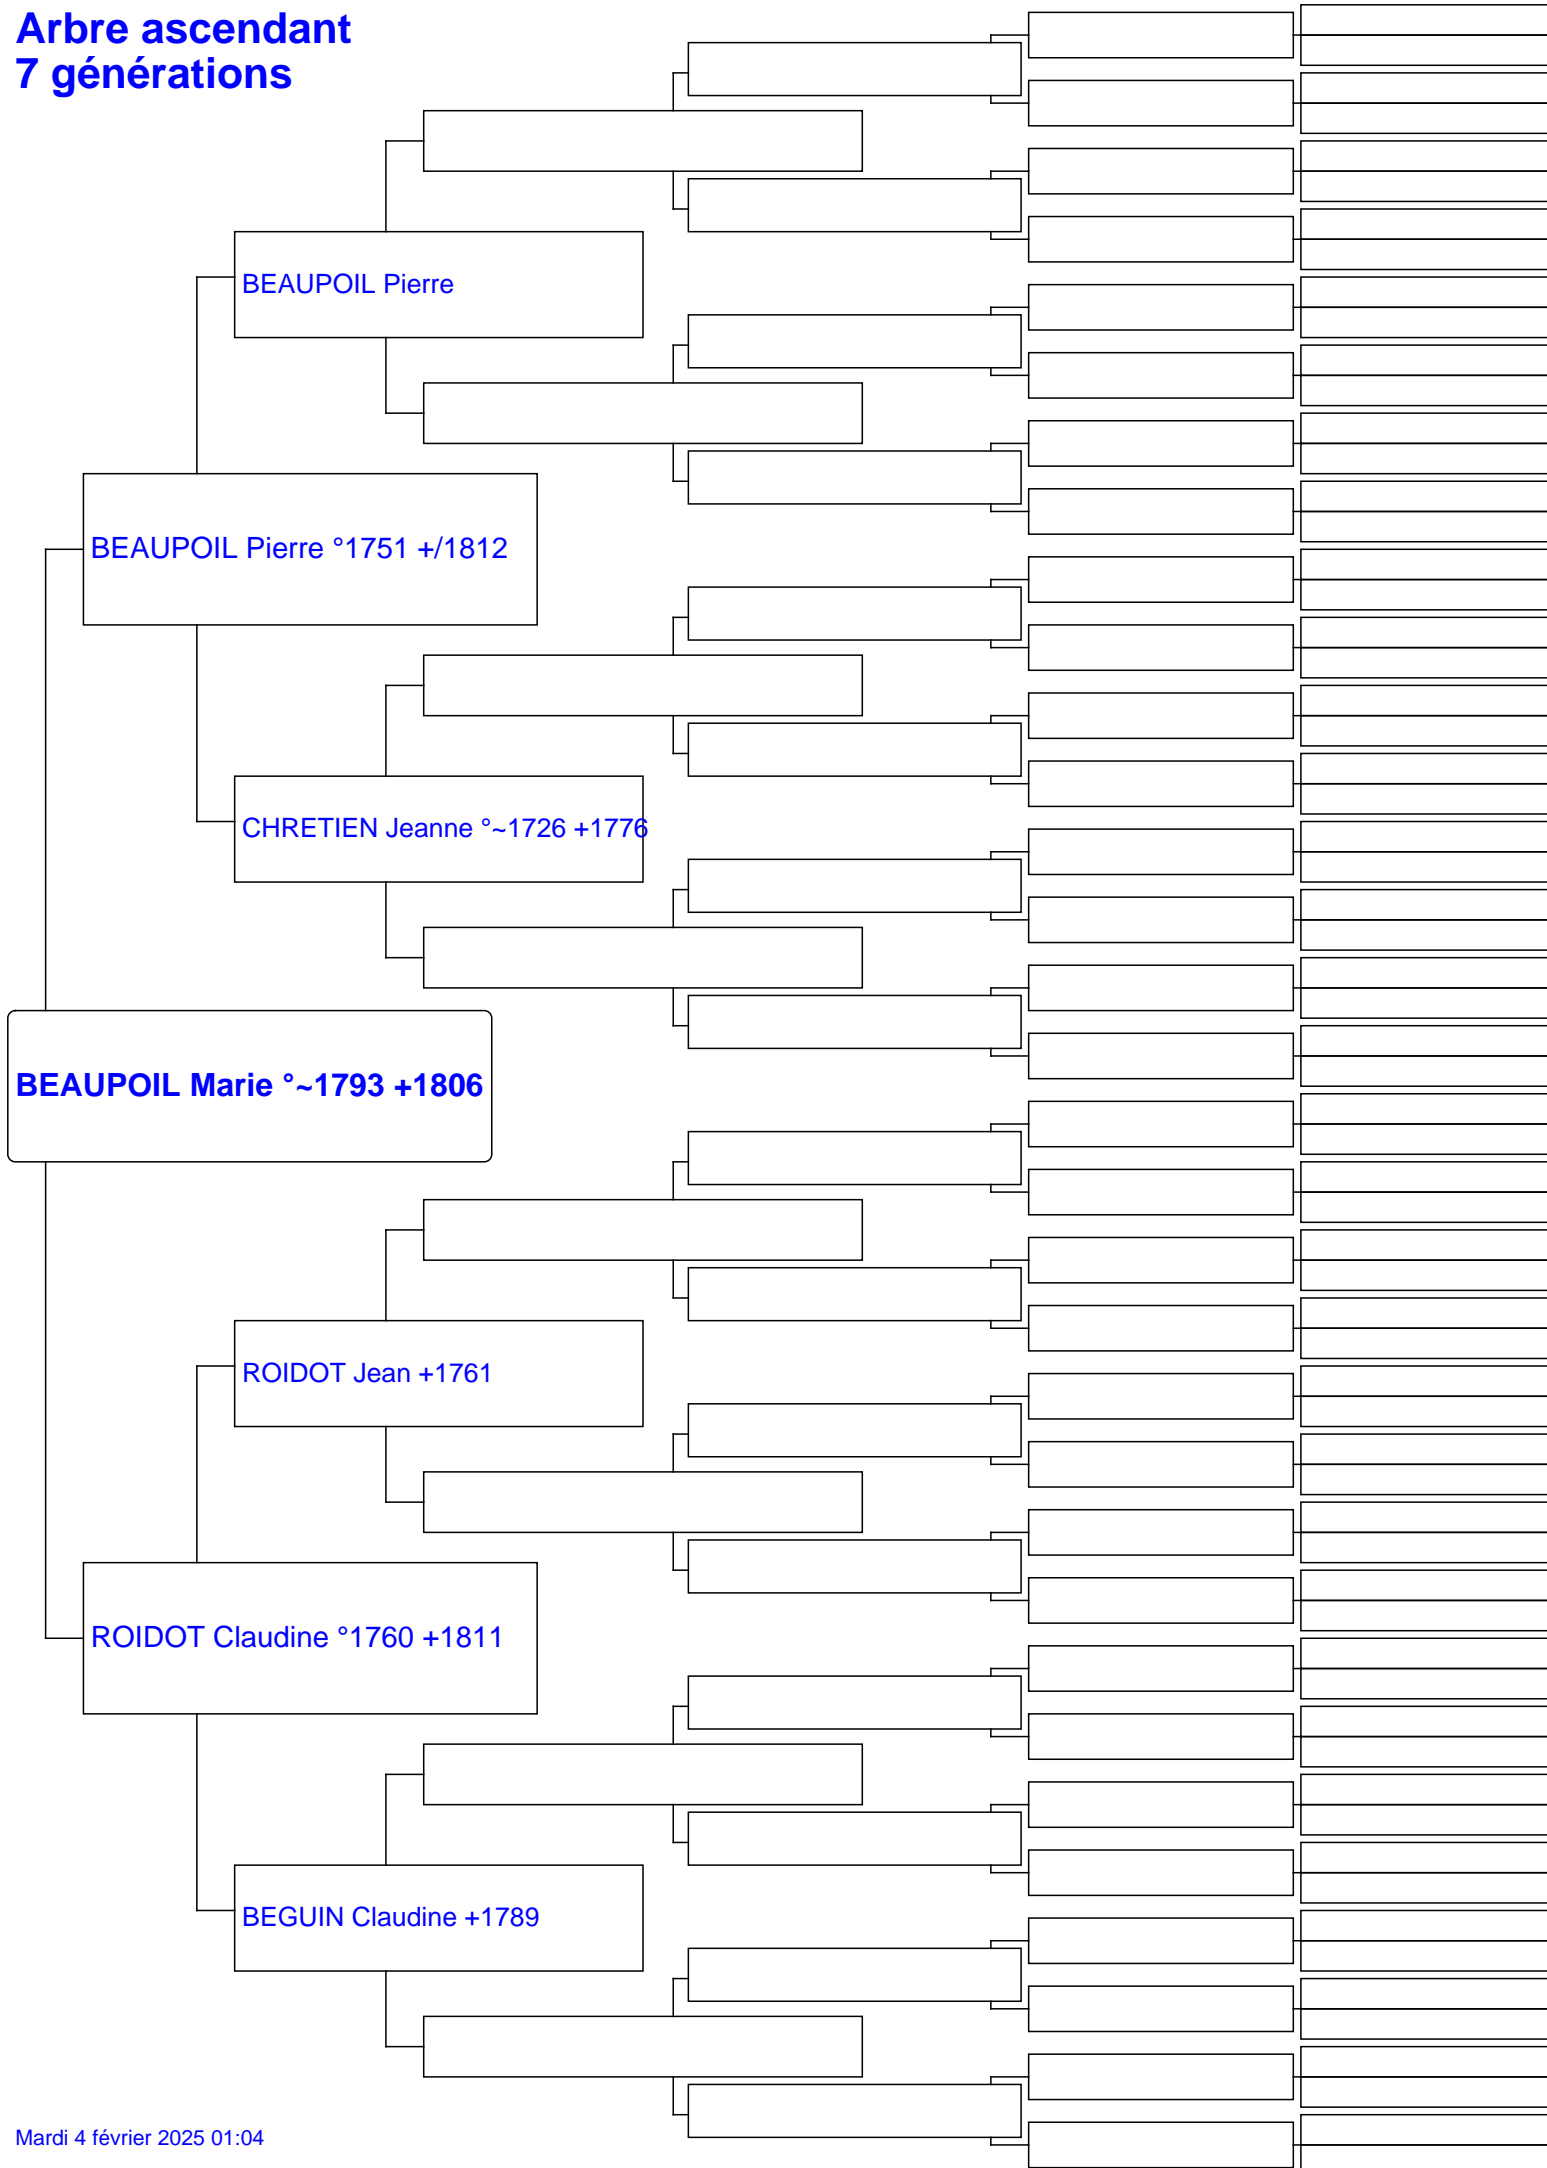 Arbre ascendant
7 générations
BEAUPOIL Pierre
BEAUPOIL Pierre °1751 +/1812
CHRETIEN Jeanne °~1726 +1776
BEAUPOIL Marie °~1793 +1806
ROIDOT Jean +1761
ROIDOT Claudine °1760 +1811
BEGUIN Claudine +1789
Mardi 4 février 2025 01:04